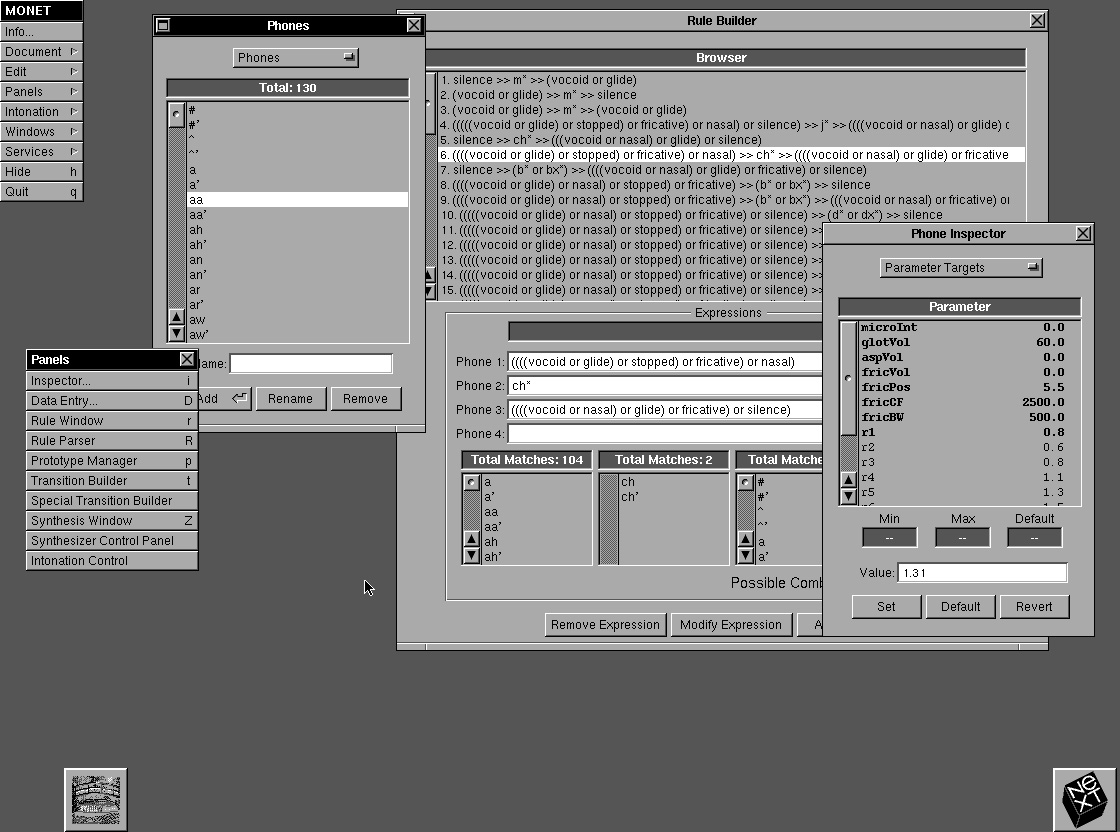 MONET
Info...
Document
Edit
Panels
Intonation
Windows
Services
Hide h
Quit q
Phones
Phones
Total: 130
#
#'
^
^'
a
a'
aa
aa'
ah
ah'
an
an'
ar
ar'
aw
aw'
ame:
Add
Rename
Remove
Panels
Inspector... i
Data Entry... D
Rule Window r
Rule Parser R
Prototype Manager p
Transition Builder t
Special Transition Builder
Synthesis Window Z
Synthesizer Control Panel
Intonation Control
Rule Builder
Browser
1. silence >> m* >> (vocoid or glide)
2. (vocoid or glide) >> m* >> silence
3. (vocoid or glide) >> m* >> (vocoid or glide)
4. (((((vocoid or glide) or stopped) or fricative) or nasal) or silence) >> j* >> ((((vocoid or nasal) or glide) c
5. silence >> ch* >> (((vocoid or nasal) or glide) or silence)
6. ((((vocoid or glide) or stopped) or fricative) or nasal) >> ch* >> ((((vocoid or nasal) or glide) or fricative
7. silence >> (b* or bx*) >> ((((vocoid or nasal) or glide) or fricative) or silence)
8. ((((vocoid or glide) or nasal) or stopped) or fricative) >> (b* or bx*) >> silence
9. ((((vocoid or glide) or nasal) or stopped) or fricative) >> (b* or bx*) >> (((vocoid or nasal) or fricative) or
10. (((((vocoid or glide) or nasal) or stopped) or fricative) or silence) >> (d* or dx*) >> silence
11. (((((vocoid or glide) or nasal) or stopped) or fricative) or silence) >>
12. (((((vocoid or glide) or nasal) or stopped) or fricative) or silence) >>
13. (((((vocoid or glide) or nasal) or stopped) or fricative) or silence) >>
14. (((((vocoid or glide) or nasal) or stopped) or fricative) or silence) >>
15. (((((vocoid or glide) or nasal) or stopped) or fricative) or silence) >>
Expressions
Phone 1: ((((vocoid or glide) or stopped) or fricative) or nasal)
Phone 2: ch*
Phone 3: ((((vocoid or nasal) or glide) or fricative) or silence)
Phone 4:
Total Matches: 104
a
a'
aa
aa'
ah
ah'
Total Matches: 2
ch
ch'
Total Matche
#
#'
^
^'
a
a'
Possible Comb
Remove Expression
Modify Expression
A
Phone Inspector
Parameter Targets
Parameter
microInt 0.0
glotVol 60.0
aspVol 0.0
fricVol 0.0
fricPos 5.5
fricCF 2500.0
fricBW 500.0
r1 0.8
r2 0.6
r3 0.8
r4 1.1
r5 1.3
Min Max Default
-- -- --
Value: 1.31
Set Default Revert
NeXT